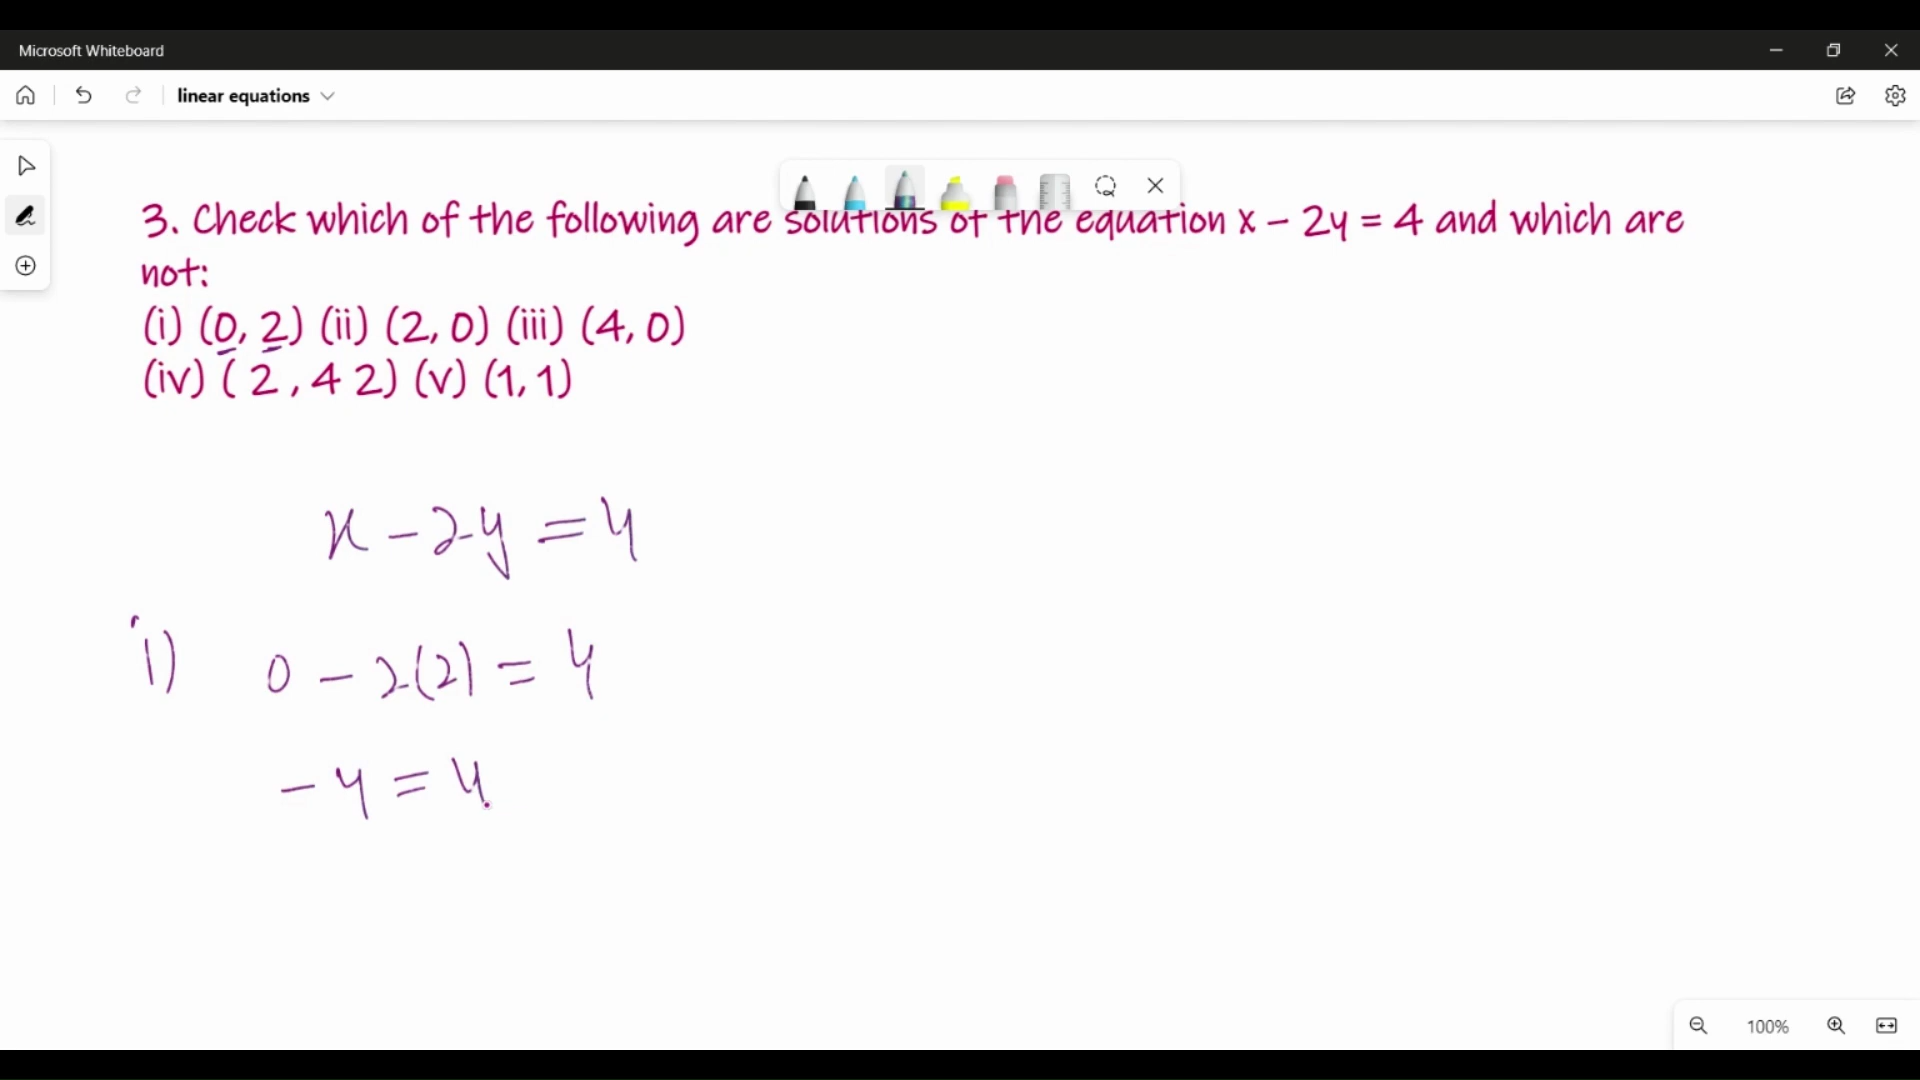 Microsoft Whiteboard
linear equations
3. Check which of the following are solutions of the equation x – 2y = 4 and which are
not:
(i) (0, 2) (ii) (2, 0) (iii) (4, 0)
(iv) ( 2 , 4 2) (v) (1, 1)
x - 2y = 4
i) 0 - 2(2) = 4
- 4 = 4
100%